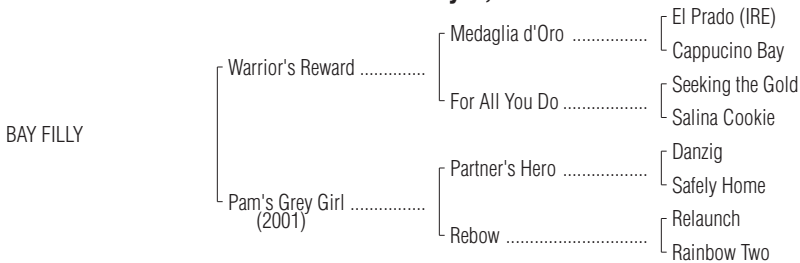 El Prado (IRE)
Medaglia d'Oro ................
Cappucino Bay
Warrior's Reward ..............
Seeking the Gold
For All You Do ..................
Salina Cookie
BAY FILLY
Danzig
Partner's Hero ..................
Safely Home
Pam's Grey Girl ................
(2001)
Relaunch
Rebow ..............................
Rainbow Two